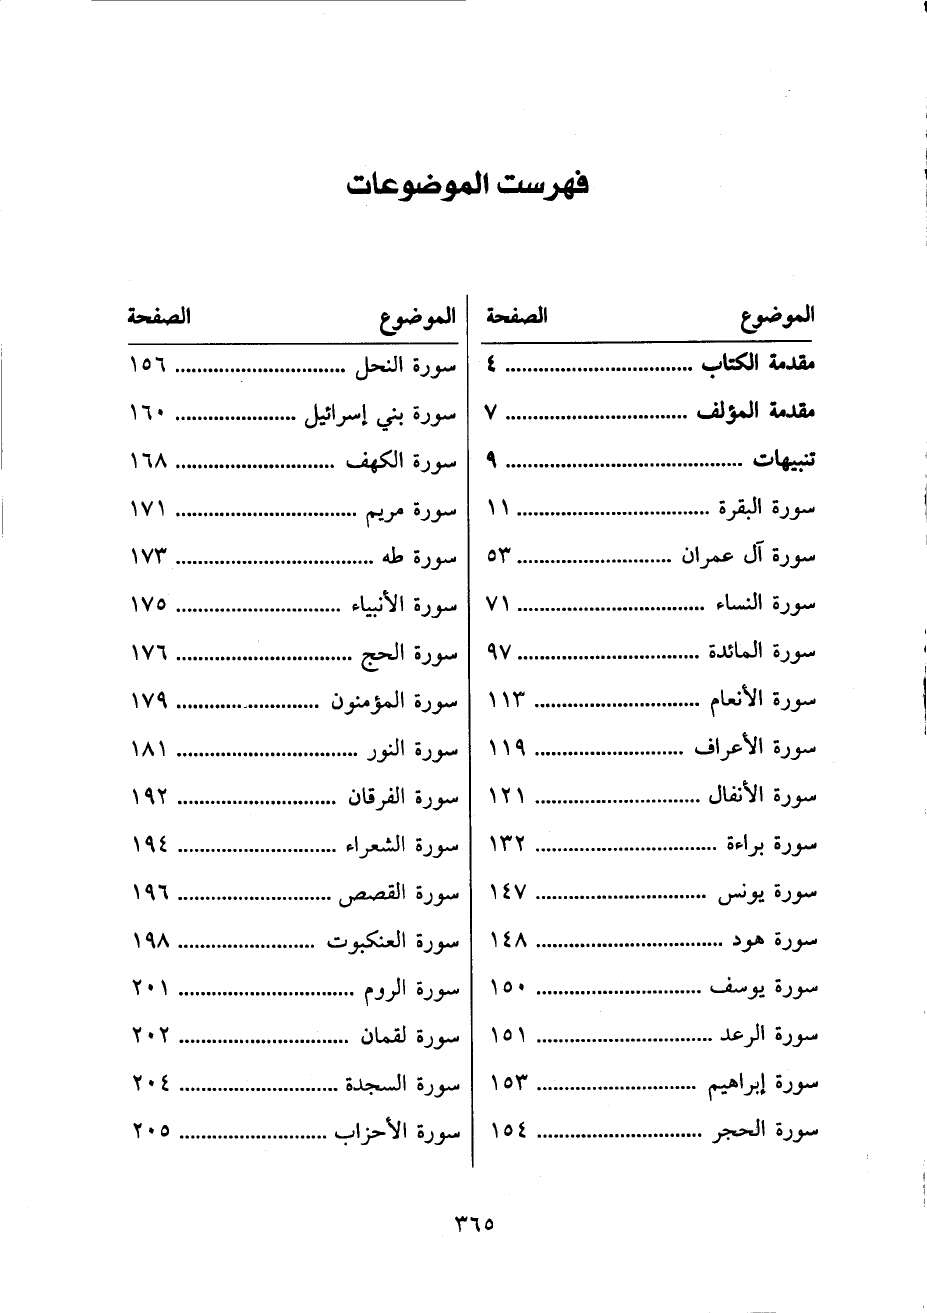 فهرست الموضوعات
الموضوع الصفحة
مقدمة الكتاب ........ ٤
مقدمة المؤلف ........ ٧
تنبيهات ........ ٩
سورة البقرة ........ ١١
سورة آل عمران ........ ٥٣
سورة النساء ........ ٧١
سورة المائدة ........ ٩٧
سورة الأنعام ........ ١١٣
سورة الأعراف ........ ١١٩
سورة الأنفال ........ ١٢١
سورة براءة ........ ١٣٢
سورة يونس ........ ١٤٧
سورة هود ........ ١٤٨
سورة يوسف ........ ١٥٠
سورة الرعد ........ ١٥١
سورة إبراهيم ........ ١٥٣
سورة الحجر ........ ١٥٤
الموضوع الصفحة
سورة النحل ........ ١٥٦
سورة بني إسرائيل ........ ١٦٠
سورة الكهف ........ ١٦٨
سورة مريم ........ ١٧١
سورة طه ........ ١٧٣
سورة الأنبياء ........ ١٧٥
سورة الحج ........ ١٧٦
سورة المؤمنون ........ ١٧٩
سورة النور ........ ١٨١
سورة الفرقان ........ ١٩٢
سورة الشعراء ........ ١٩٤
سورة القصص ........ ١٩٦
سورة العنكبوت ........ ١٩٨
سورة الروم ........ ٢٠١
سورة لقمان ........ ٢٠٢
سورة السجدة ........ ٢٠٤
سورة الأحزاب ........ ٢٠٥
٣٦٥